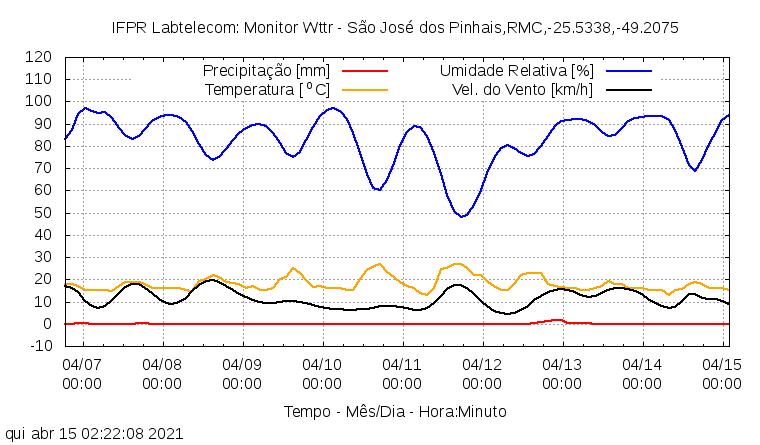 IFPR Labtelecom: Monitor Wttr - São José dos Pinhais,RMC,-25.5338,-49.2075
Precipitação [mm]
Temperatura [⁰C]
Umidade Relativa [%]
Vel. do Vento [km/h]
120
110
100
90
80
70
60
50
40
30
20
10
0
-10
04/07 04/08 04/09 04/10 04/11 04/12 04/13 04/14 04/15
00:00 00:00 00:00 00:00 00:00 00:00 00:00 00:00 00:00
Tempo - Mês/Dia - Hora:Minuto
qui abr 15 02:22:08 2021